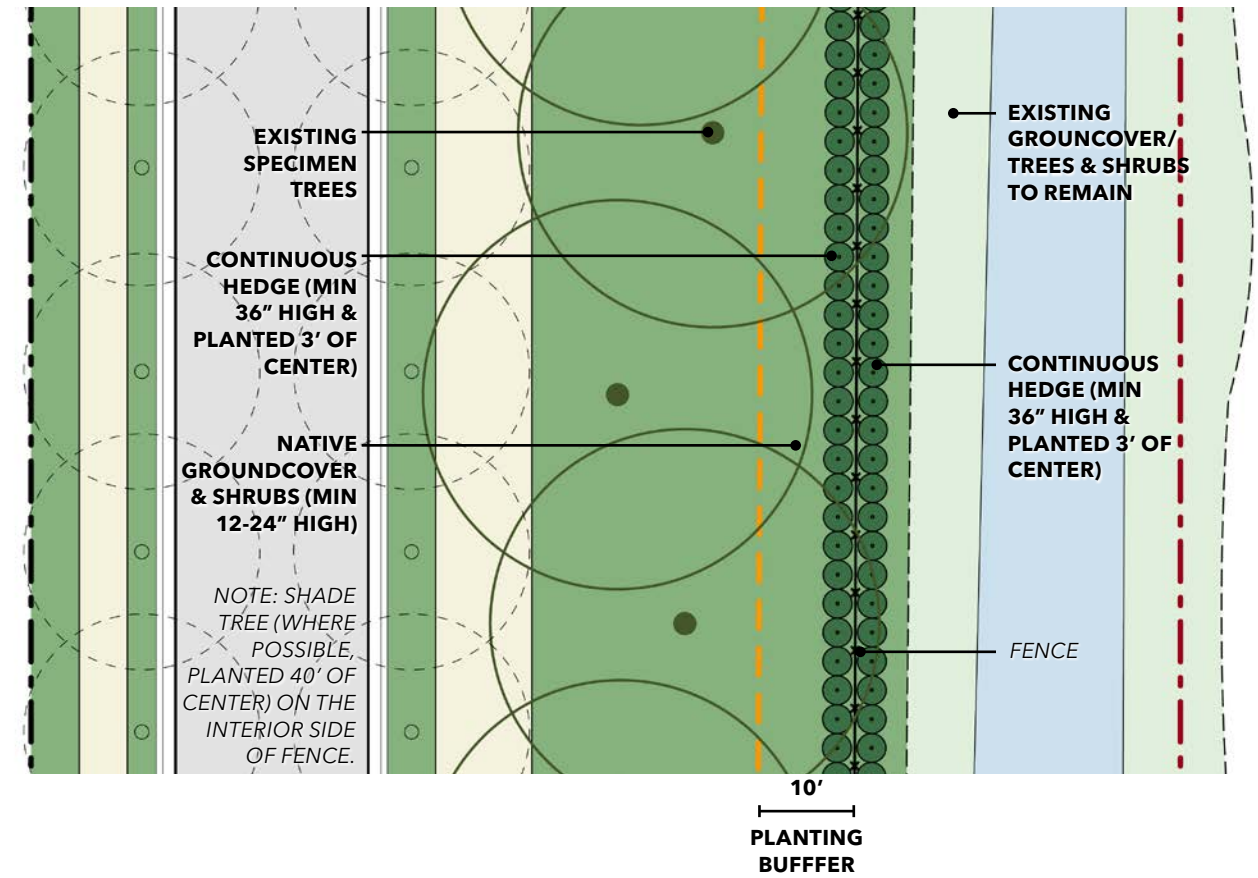 EXISTING
SPECIMEN
TREES
CONTINUOUS
HEDGE (MIN
36” HIGH &
PLANTED 3’ OF
CENTER)
NATIVE
GROUNDCOVER
& SHRUBS (MIN
12-24” HIGH)
NOTE: SHADE
TREE (WHERE
POSSIBLE,
PLANTED 40’ OF
CENTER) ON THE
INTERIOR SIDE
OF FENCE.
EXISTING
GROUNCOVER/
TREES & SHRUBS
TO REMAIN
CONTINUOUS
HEDGE (MIN
36” HIGH &
PLANTED 3’ OF
CENTER)
FENCE
10’
PLANTING
BUFFFER